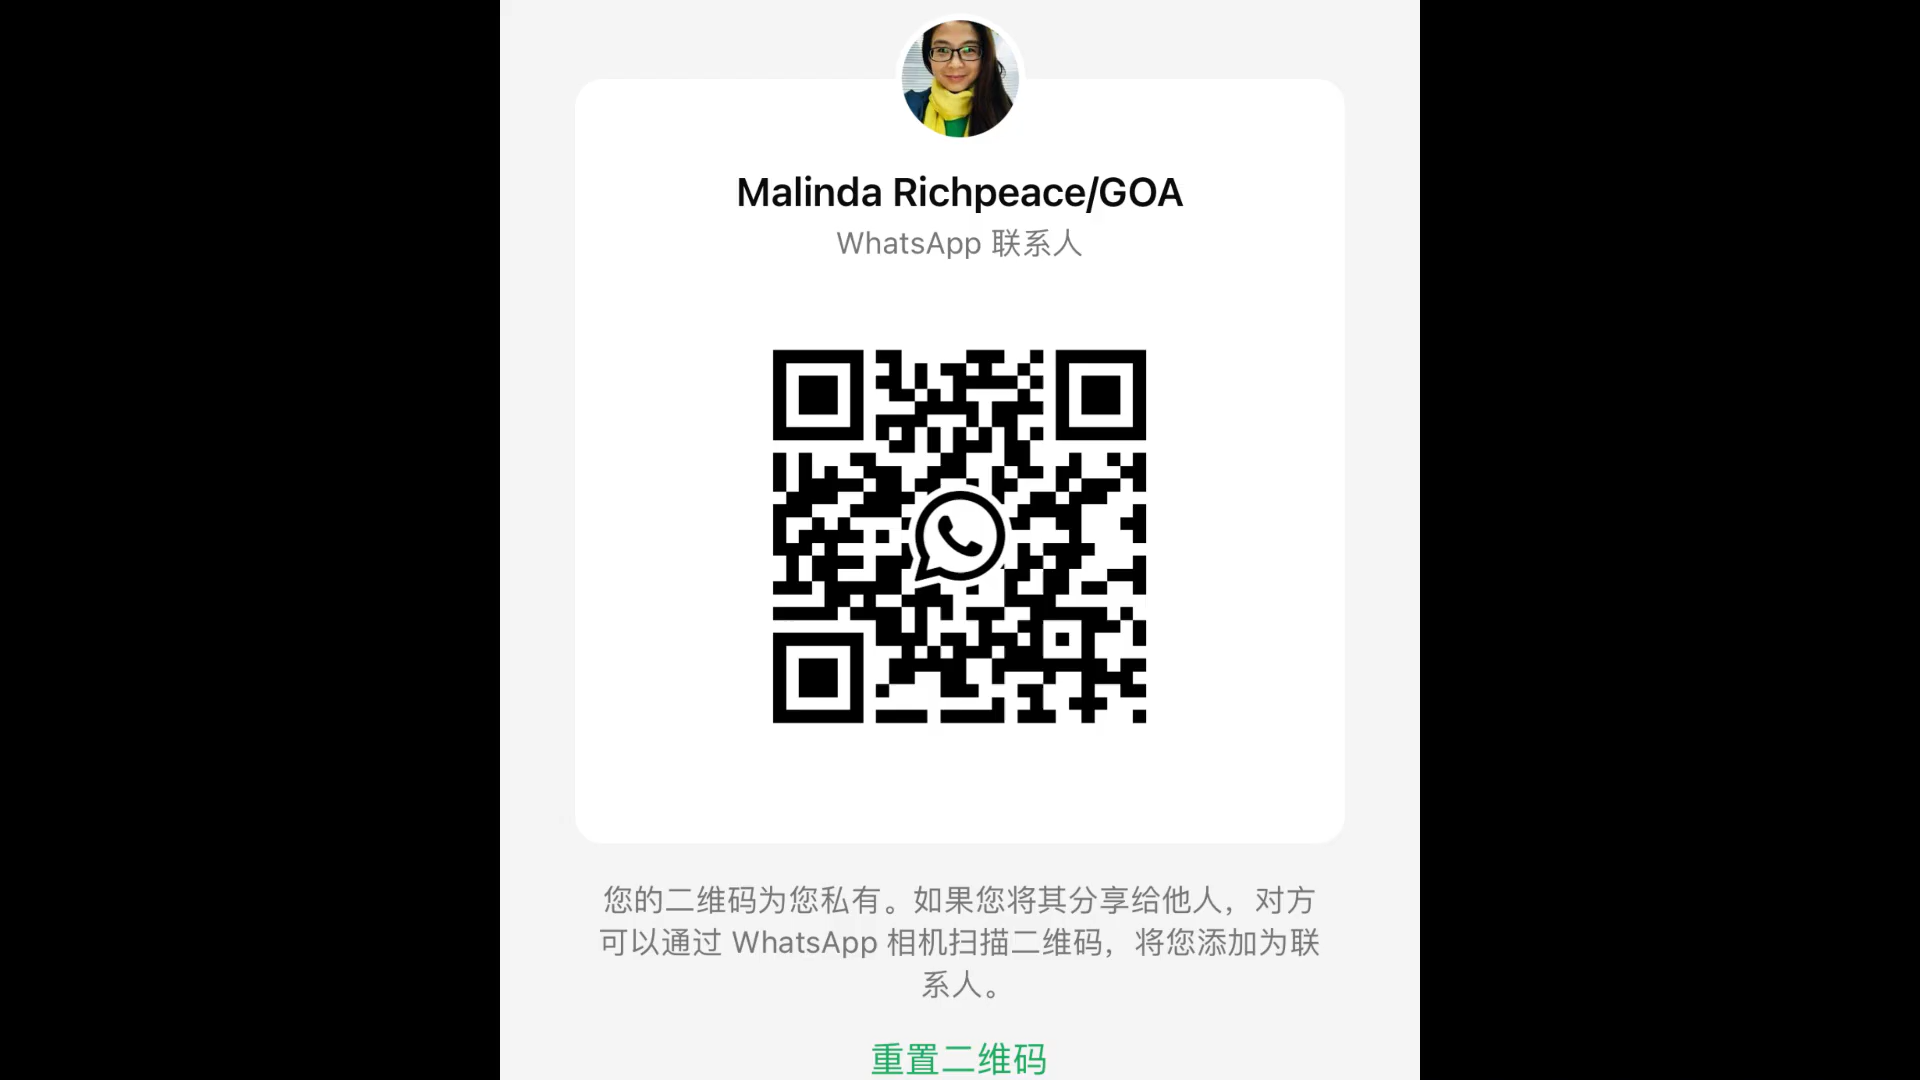 Malinda Richpeace/GOA
WhatsApp 联系人
您的二维码为您私有。如果您将其分享给他人，对方
可以通过 WhatsApp 相机扫描二维码，将您添加为联
系人。
重置二维码